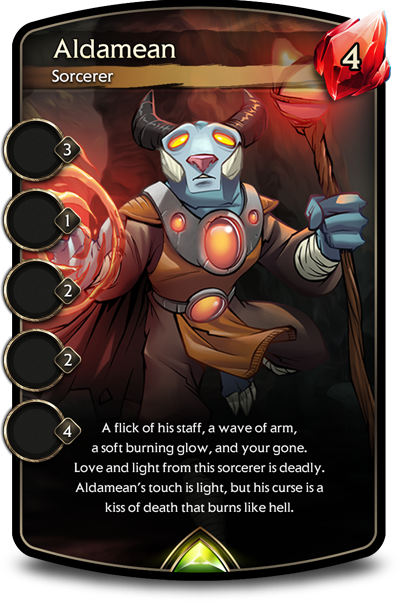 Aldamean
4
Sorcerer
3
1
2
2
4
A flick of his staff, a wave of arm,
a soft burning glow, and your gone.
Love and light from this sorcerer is deadly.
Aldamean's touch is light, but his curse is a
kiss of death that burns like hell.